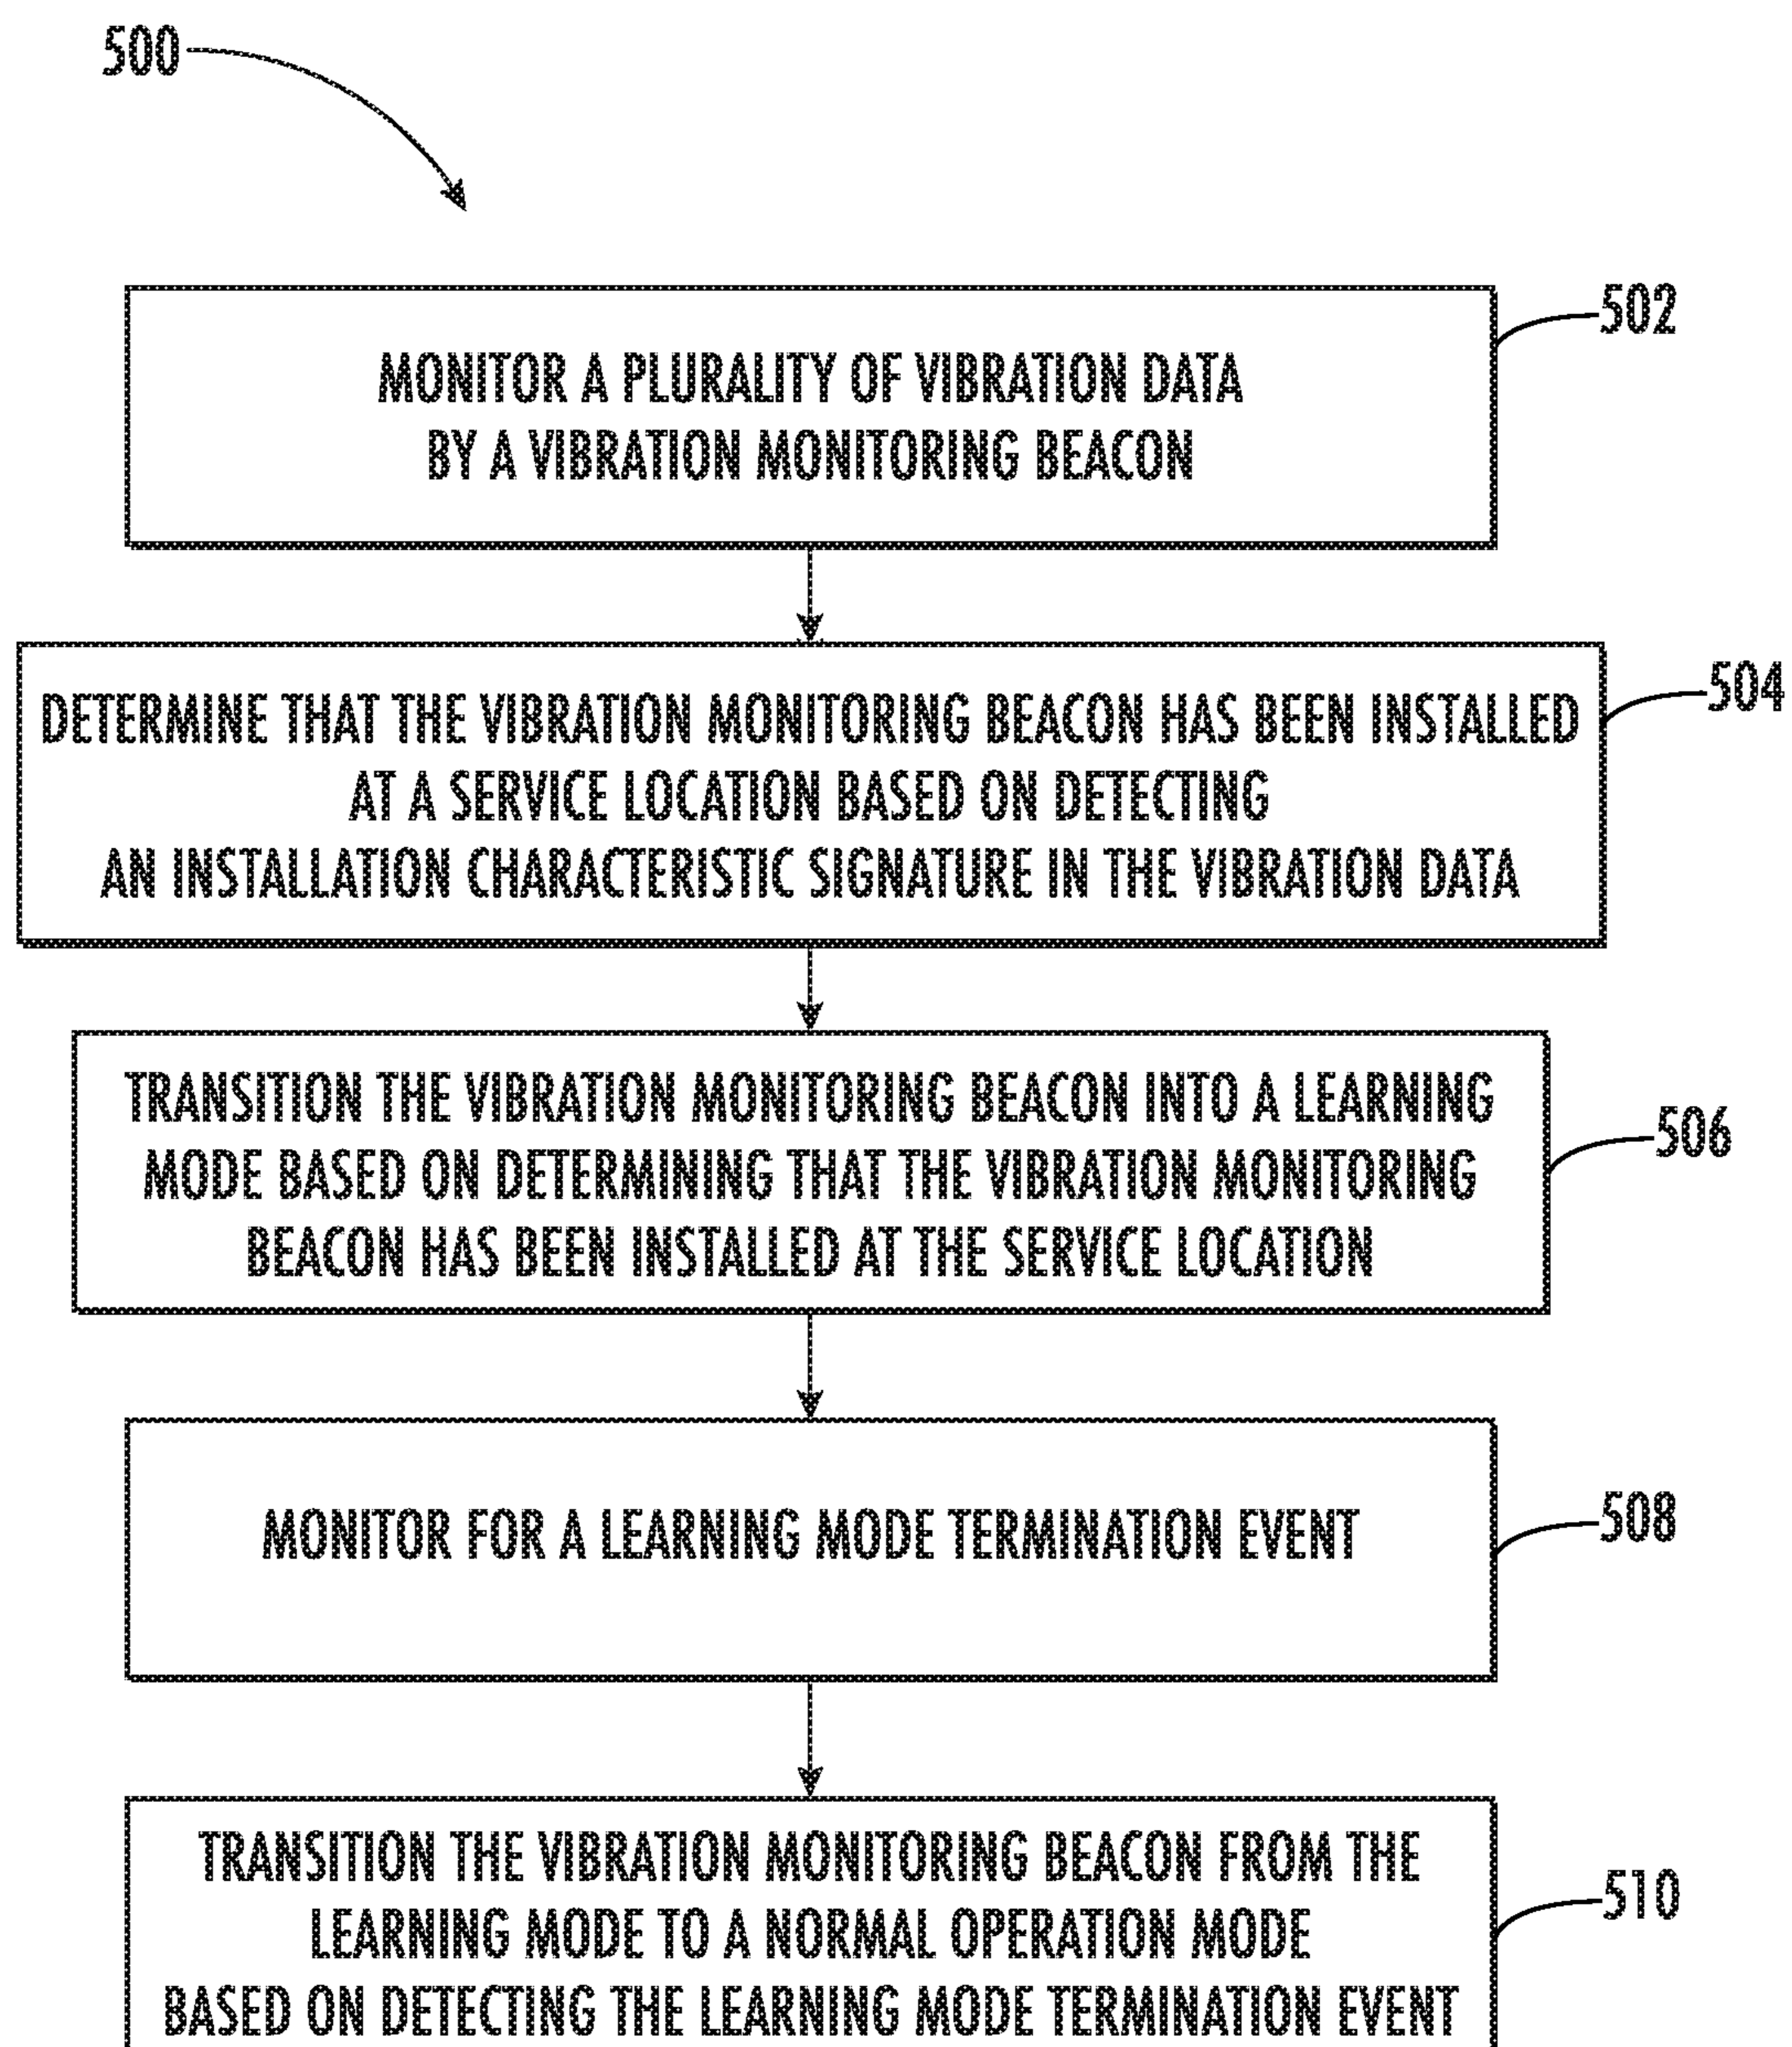 500
502
MONITOR A PLURALITY OF VIBRATION DATA
BY A VIBRATION MONITORING BEACON
504
DETERMINE THAT THE VIBRATION MONITORING BEACON HAS BEEN INSTALLED
AT A SERVICE LOCATION BASED ON DETECTING
AN INSTALLATION CHARACTERISTIC SIGNATURE IN THE VIBRATION DATA
506
TRANSITION THE VIBRATION MONITORING BEACON INTO A LEARNING
MODE BASED ON DETERMINING THAT THE VIBRATION MONITORING
BEACON HAS BEEN INSTALLED AT THE SERVICE LOCATION
508
MONITOR FOR A LEARNING MODE TERMINATION EVENT
510
TRANSITION THE VIBRATION MONITORING BEACON FROM THE
LEARNING MODE TO A NORMAL OPERATION MODE
BASED ON DETECTING THE LEARNING MODE TERMINATION EVENT